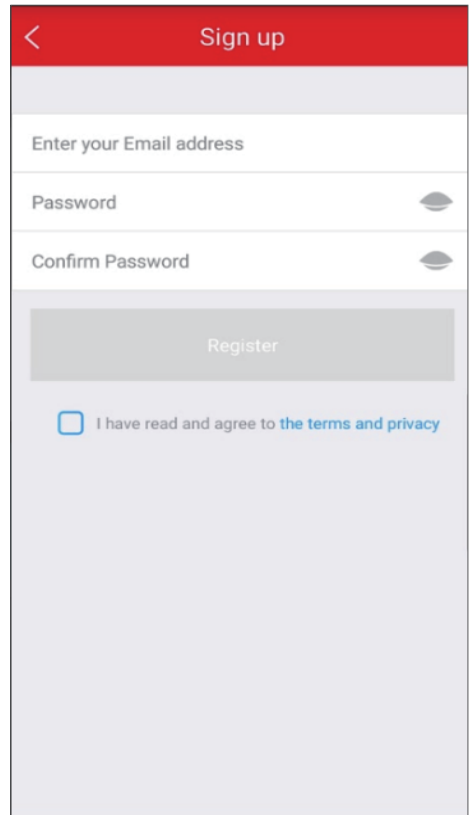 Sign up
Enter your Email address
Password
Confirm Password
Register
I have read and agree to the terms and privacy